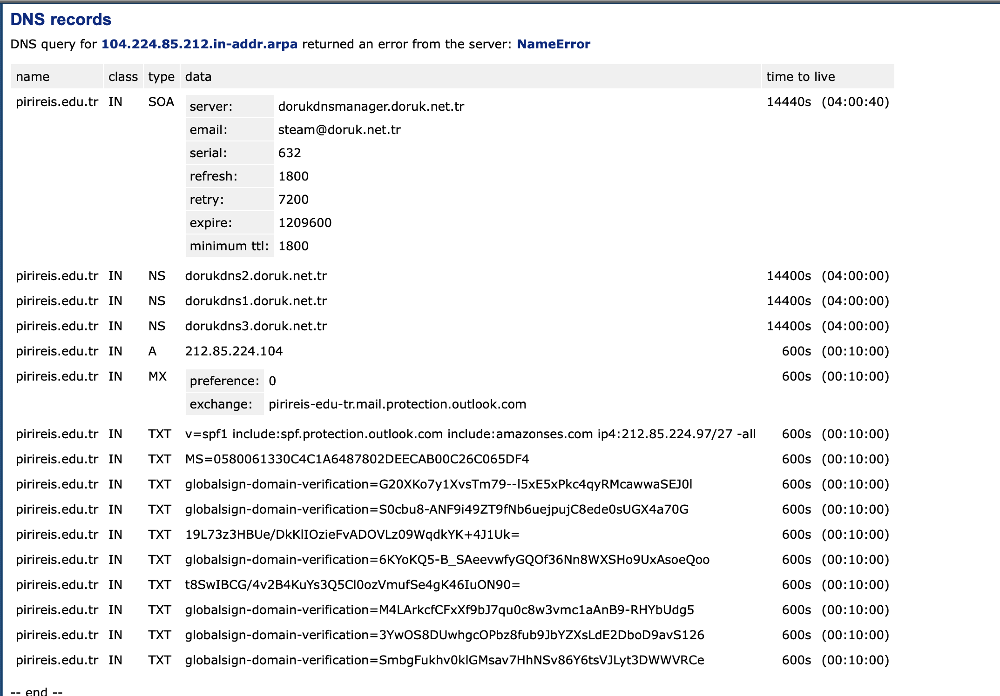 DNS records
DNS query for 104.224.85.212.in-addr.arpa returned an error from the server: NameError
name class type data time to live
pirireis.edu.tr IN SOA server: dorukdnsmanager.doruk.net.tr 14440s (04:00:40)
email: steam@doruk.net.tr
serial: 632
refresh: 1800
retry: 7200
expire: 1209600
minimum ttl: 1800
pirireis.edu.tr IN NS dorukdns2.doruk.net.tr 14400s (04:00:00)
pirireis.edu.tr IN NS dorukdns1.doruk.net.tr 14400s (04:00:00)
pirireis.edu.tr IN NS dorukdns3.doruk.net.tr 14400s (04:00:00)
pirireis.edu.tr IN A 212.85.224.104 600s (00:10:00)
pirireis.edu.tr IN MX preference: 0 600s (00:10:00)
exchange: pirireis-edu-tr.mail.protection.outlook.com
pirireis.edu.tr IN TXT v=spf1 include:spf.protection.outlook.com include:amazonses.com ip4:212.85.224.97/27 -all 600s (00:10:00)
pirireis.edu.tr IN TXT MS=0580061330C4C1A6487802DEECAB00C26C065DF4 600s (00:10:00)
pirireis.edu.tr IN TXT globalsign-domain-verification=G20XKo7y1XvsTm79--l5xE5xPkc4qyRMcawwaSEJ0l 600s (00:10:00)
pirireis.edu.tr IN TXT globalsign-domain-verification=S0cbu8-ANF9i49ZT9fNb6uejpujC8ede0sUGX4a70G 600s (00:10:00)
pirireis.edu.tr IN TXT 19L73z3HBUe/DkKlIOzieFvADOVLz09WqdkYK+4J1Uk= 600s (00:10:00)
pirireis.edu.tr IN TXT globalsign-domain-verification=6KYoKQ5-B_SAeevwfyGQOf36Nn8WXSHo9UxAsoeQoo 600s (00:10:00)
pirireis.edu.tr IN TXT t8SwIBCG/4v2B4KuYs3Q5Cl0ozVmufSe4gK46IuON90= 600s (00:10:00)
pirireis.edu.tr IN TXT globalsign-domain-verification=M4LArkcfCFxXf9bJ7qu0c8w3vmc1aAnB9-RHYbUdg5 600s (00:10:00)
pirireis.edu.tr IN TXT globalsign-domain-verification=3YwOS8DUwhgcOPbz8fub9JbYZXsLdE2DboD9avS126 600s (00:10:00)
pirireis.edu.tr IN TXT globalsign-domain-verification=SmbgFukhv0klGMsav7HhNSv86Y6tsVJLyt3DWWVRCe 600s (00:10:00)
-- end --